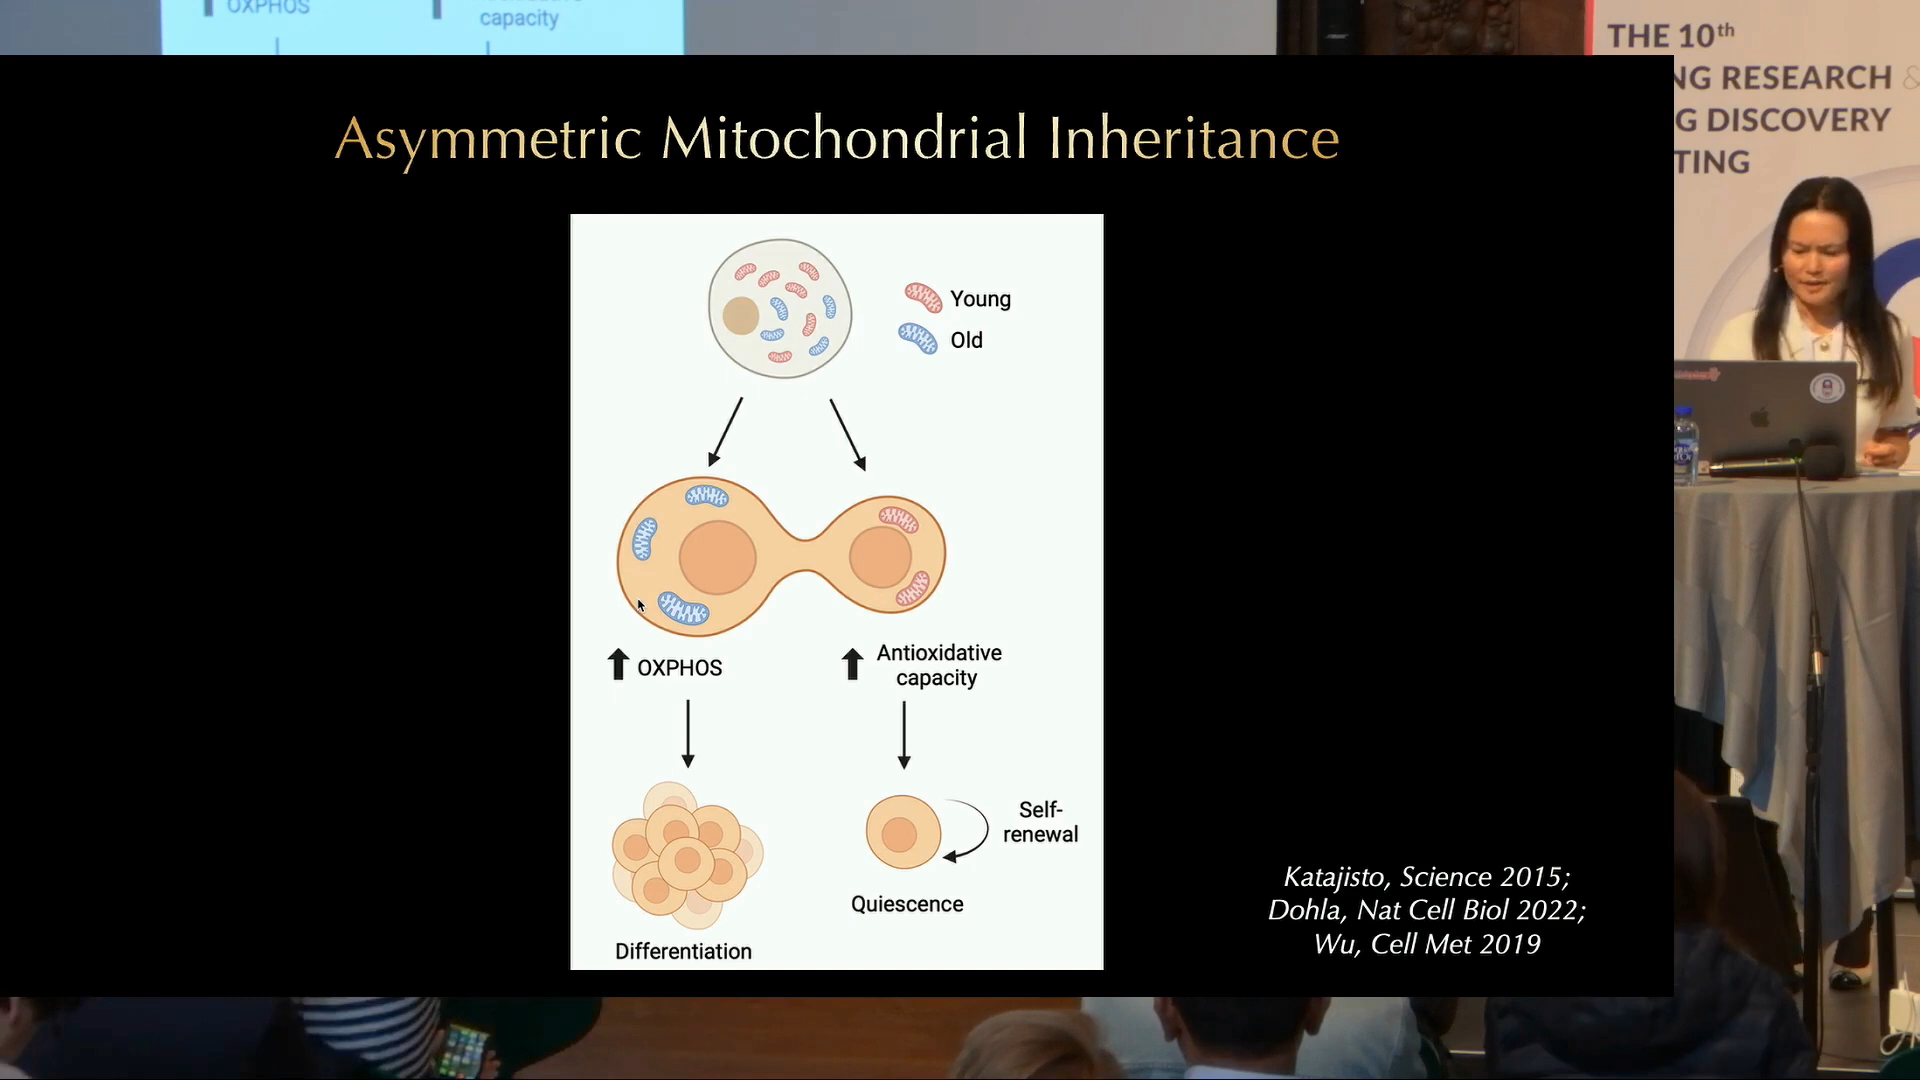 OXPHOS
capacity
THE 10th
NG RESEARCH &
G DISCOVERY
TING
Asymmetric Mitochondrial Inheritance
Young
Old
OXPHOS
Antioxidative
capacity
Self-
renewal
Quiescence
Differentiation
Katajisto, Science 2015;
Dohla, Nat Cell Biol 2022;
Wu, Cell Met 2019